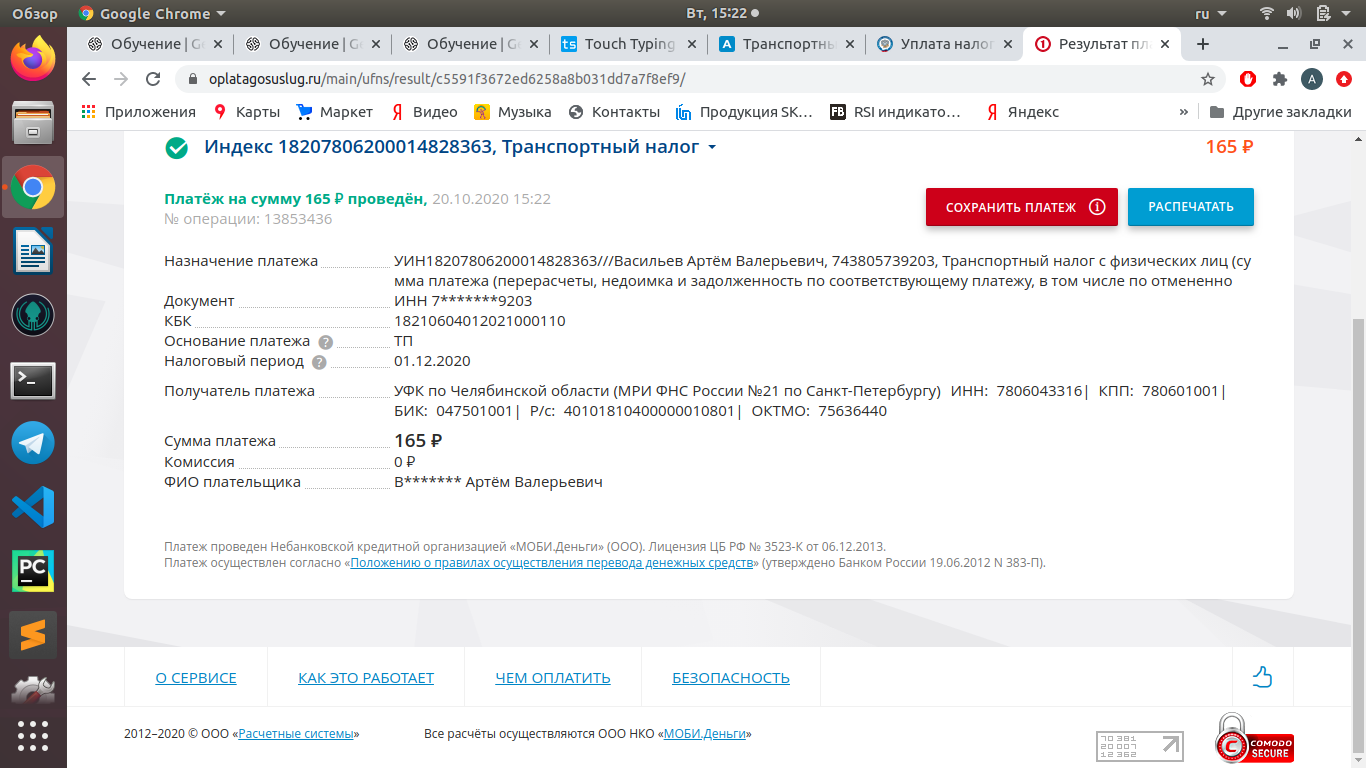 Обзор Google Chrome Вт, 15:22 ru
Обучение | G Обучение | G Обучение | G Touch Typing Транспортн Уплата налог Результат пл
oplatagosuslug.ru/main/ufns/result/c5591f3672ed6258a8b031dd7a7f8ef9/ A
Приложения Карты Маркет Видео Музыка Контакты Продукция SK... RSI индикато... Яндекс » Другие закладки
Индекс 18207806200014828363, Транспортный налог 165 ₽
Платёж на сумму 165 ₽ проведён, 20.10.2020 15:22
№ операции: 13853436
СОХРАНИТЬ ПЛАТЕЖ РАСПЕЧАТАТЬ
Назначение платежа УИН18207806200014828363///Васильев Артём Валерьевич, 743805739203, Транспортный налог с физических лиц (су
мма платежа (перерасчеты, недоимка и задолженность по соответствующему платежу, в том числе по отмененно
Документ ИНН 7*******9203
КБК 18210604012021000110
Основание платежа ? ТП
Налоговый период ? 01.12.2020
Получатель платежа УФК по Челябинской области (МРИ ФНС России №21 по Санкт-Петербургу) ИНН: 7806043316| КПП: 780601001|
БИК: 047501001| Р/с: 40101810400000010801| ОКТМО: 75636440
Сумма платежа 165 ₽
Комиссия 0 ₽
ФИО плательщика В******* Артём Валерьевич
Платеж проведен Небанковской кредитной организацией «МОБИ.Деньги» (ООО). Лицензия ЦБ РФ № 3523-К от 06.12.2013.
Платеж осуществлен согласно «Положению о правилах осуществления перевода денежных средств» (утверждено Банком России 19.06.2012 N 383-П).
О СЕРВИСЕ КАК ЭТО РАБОТАЕТ ЧЕМ ОПЛАТИТЬ БЕЗОПАСНОСТЬ
2012–2020 © ООО «Расчетные системы» Все расчёты осуществляются ООО НКО «МОБИ.Деньги»
70 381
20 007
12 362
COMODO
SECURE